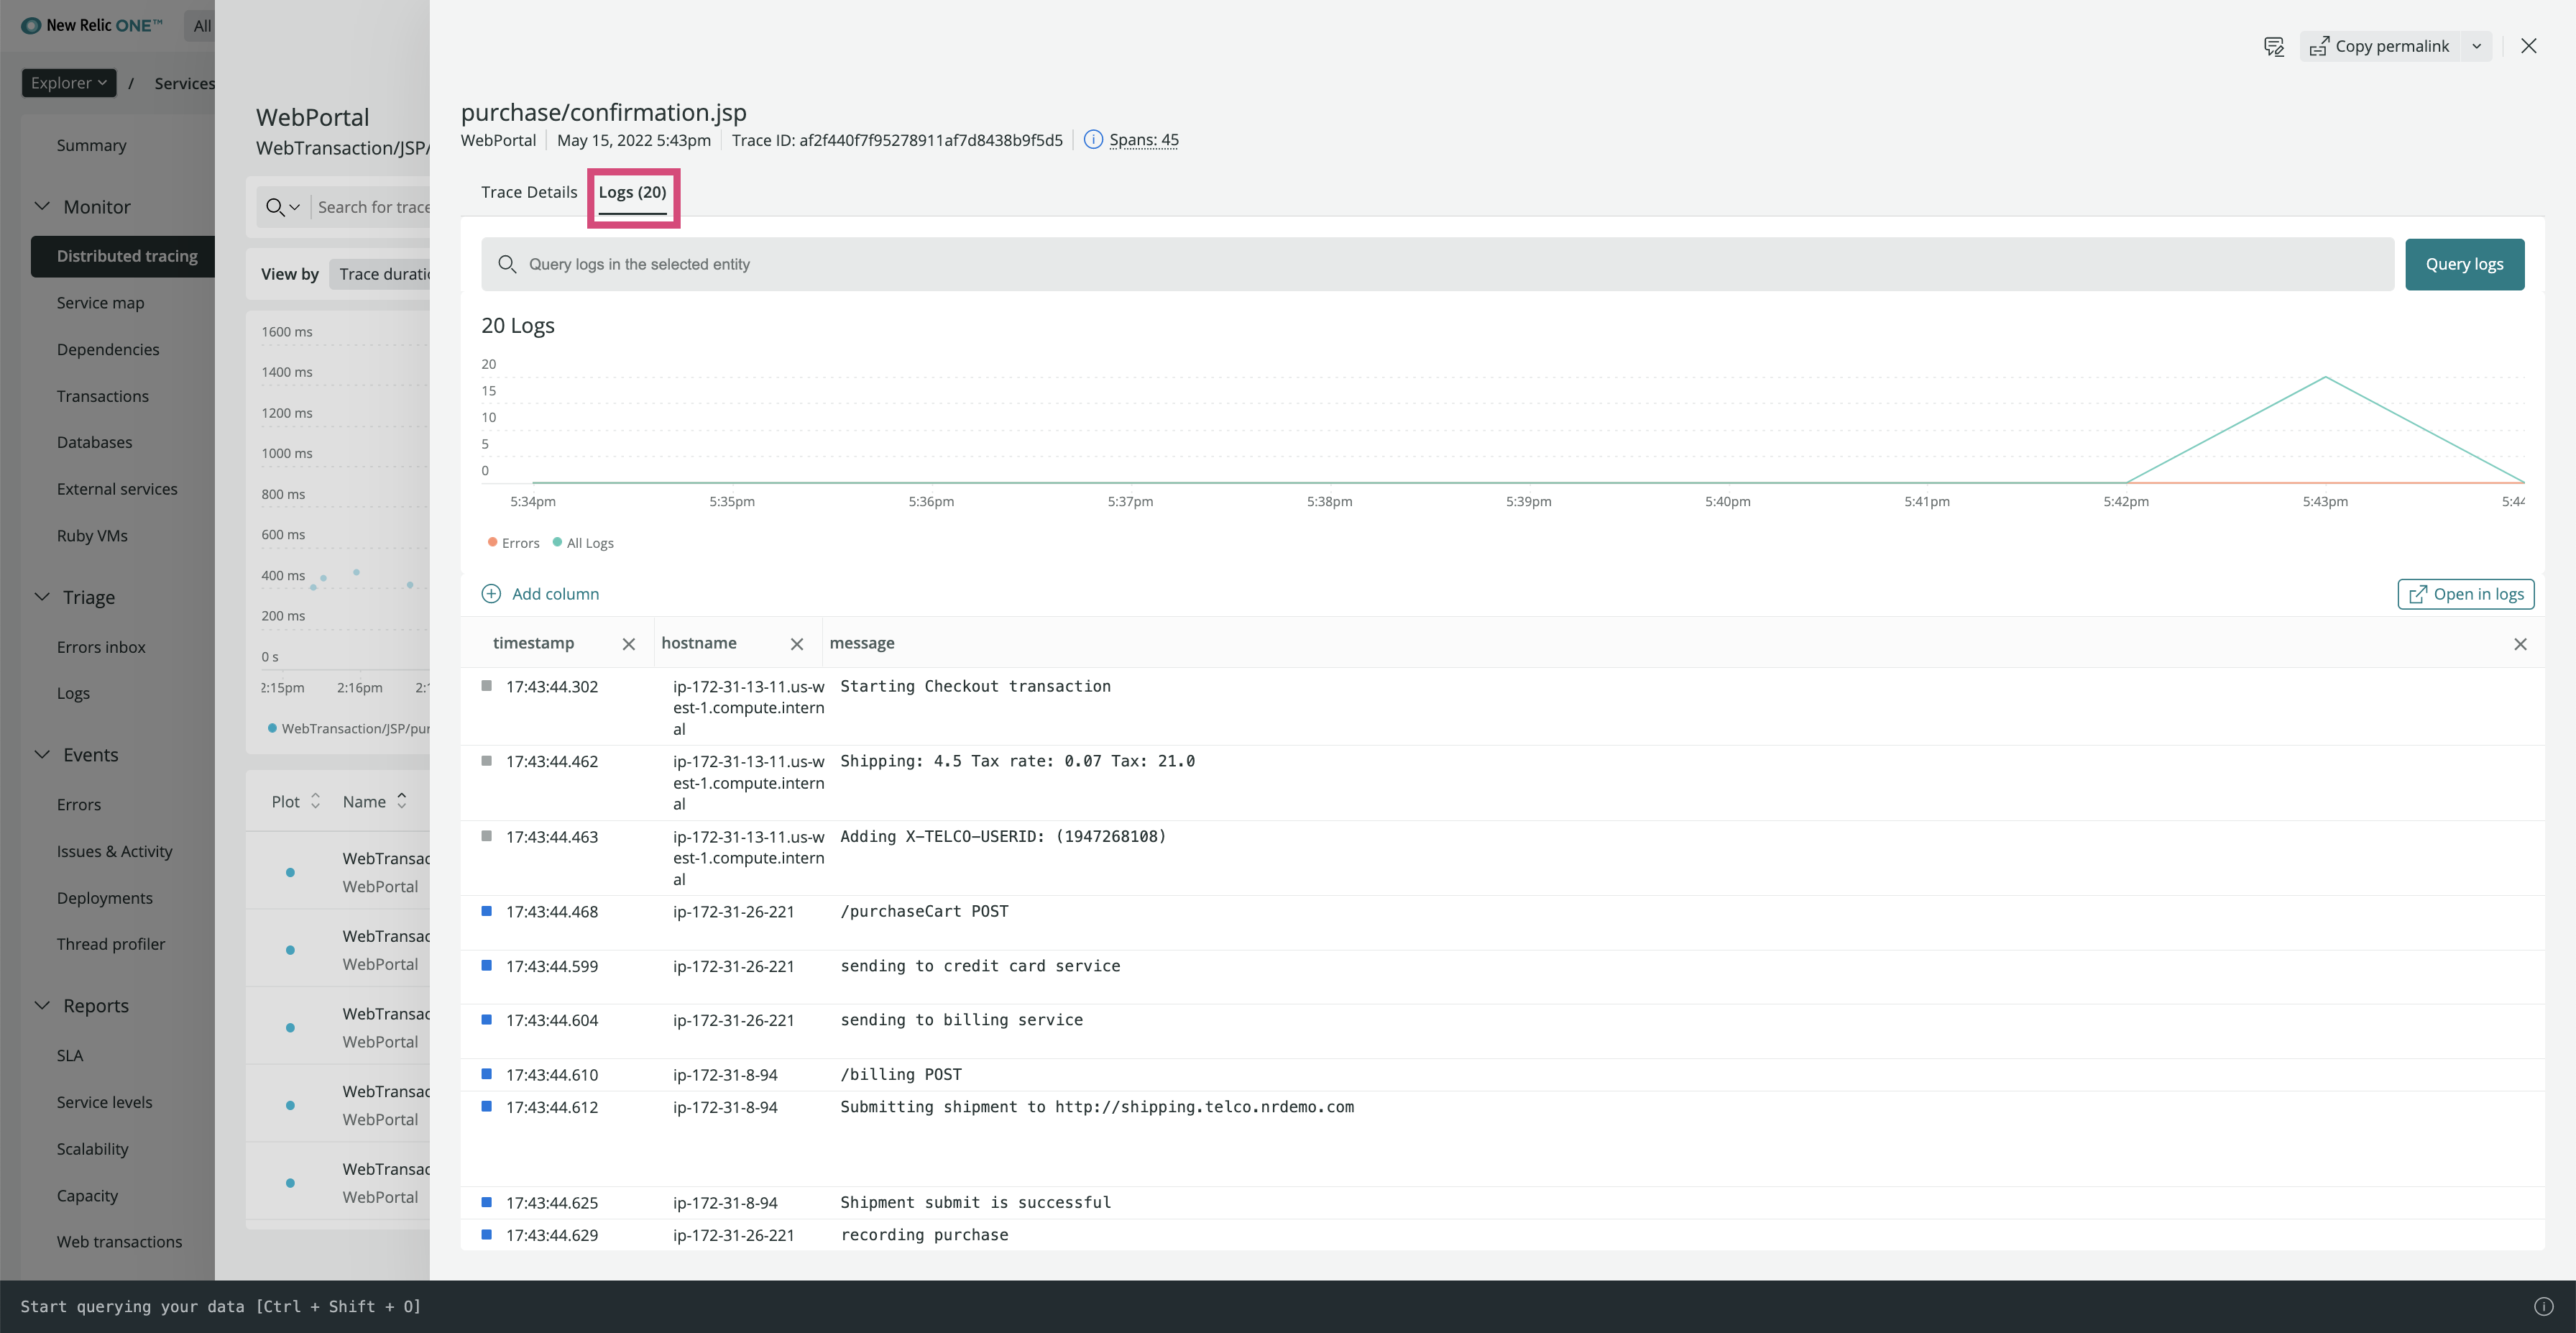 New Relic ONE™
All
Explorer / Services
Summary
Monitor
Distributed tracing
Service map
Dependencies
Transactions
Databases
External services
Ruby VMs
Triage
Errors inbox
Logs
Events
Errors
Issues & Activity
Deployments
Thread profiler
Reports
SLA
Service levels
Scalability
Capacity
Web transactions
WebPortal
WebTransaction/JSP/
Search for trace
View by Trace duratio
1600 ms
1400 ms
1200 ms
1000 ms
800 ms
600 ms
400 ms
200 ms
0 s
2:15pm 2:16pm 2:1
WebTransaction/JSP/pur
Plot Name
WebTransac
WebPortal
WebTransac
WebPortal
WebTransac
WebPortal
WebTransac
WebPortal
WebTransac
WebPortal
Copy permalink
purchase/confirmation.jsp
WebPortal May 15, 2022 5:43pm Trace ID: af2f440f7f95278911af7d8438b9f5d5 Spans: 45
Trace Details Logs (20)
Query logs in the selected entity Query logs
20 Logs
20
15
10
5
0
5:34pm 5:35pm 5:36pm 5:37pm 5:38pm 5:39pm 5:40pm 5:41pm 5:42pm 5:43pm 5:44
Errors All Logs
Add column Open in logs
timestamp hostname message
17:43:44.302 ip-172-31-13-11.us-w Starting Checkout transaction
est-1.compute.intern
al
17:43:44.462 ip-172-31-13-11.us-w Shipping: 4.5 Tax rate: 0.07 Tax: 21.0
est-1.compute.intern
al
17:43:44.463 ip-172-31-13-11.us-w Adding X-TELCO-USERID: (1947268108)
est-1.compute.intern
al
17:43:44.468 ip-172-31-26-221 /purchaseCart POST
17:43:44.599 ip-172-31-26-221 sending to credit card service
17:43:44.604 ip-172-31-26-221 sending to billing service
17:43:44.610 ip-172-31-8-94 /billing POST
17:43:44.612 ip-172-31-8-94 Submitting shipment to http://shipping.telco.nrdemo.com
17:43:44.625 ip-172-31-8-94 Shipment submit is successful
17:43:44.629 ip-172-31-26-221 recording purchase
Start querying your data [Ctrl + Shift + O]